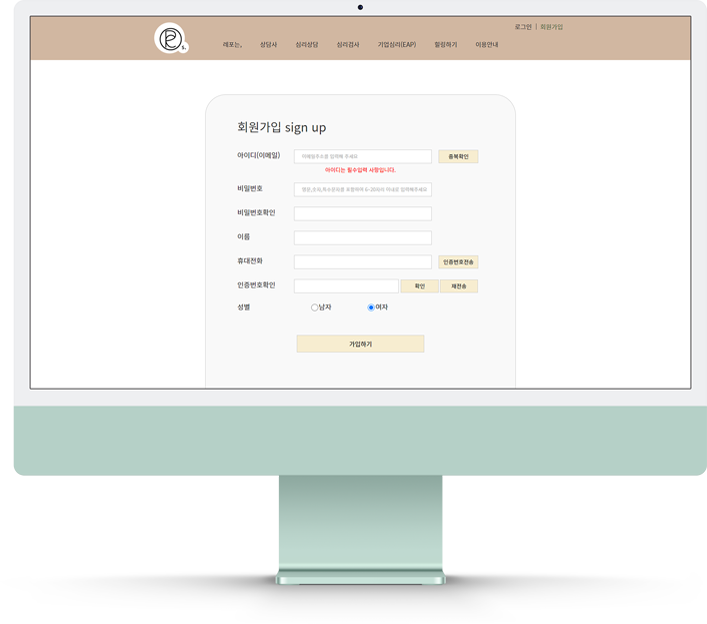 로그인 | 회원가입
레포는, 상담사 심리상담 심리검사 기업심리(EAP) 힐링하기 이용안내
회원가입 sign up
아이디(이메일) 이메일주소를 입력해 주세요 중복확인
아이디는 필수입력 사항입니다.
비밀번호 영문,숫자,특수문자를 포함하여 6~20자리 이내로 입력해주세요
비밀번호확인
이름
휴대전화 인증번호전송
인증번호확인 확인 재전송
성별 남자 여자
가입하기